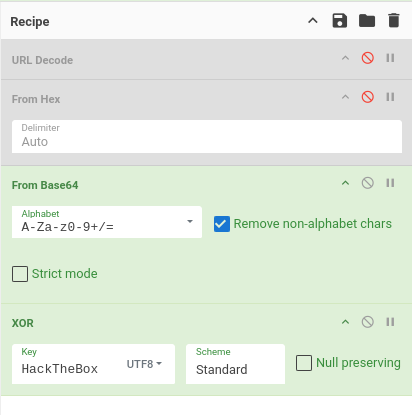 Recipe
URL Decode
From Hex
Delimiter
Auto
From Base64
Alphabet
A-Za-z0-9+/=
Remove non-alphabet chars
Strict mode
XOR
Key
HackTheBox
UTF8
Scheme
Standard
Null preserving